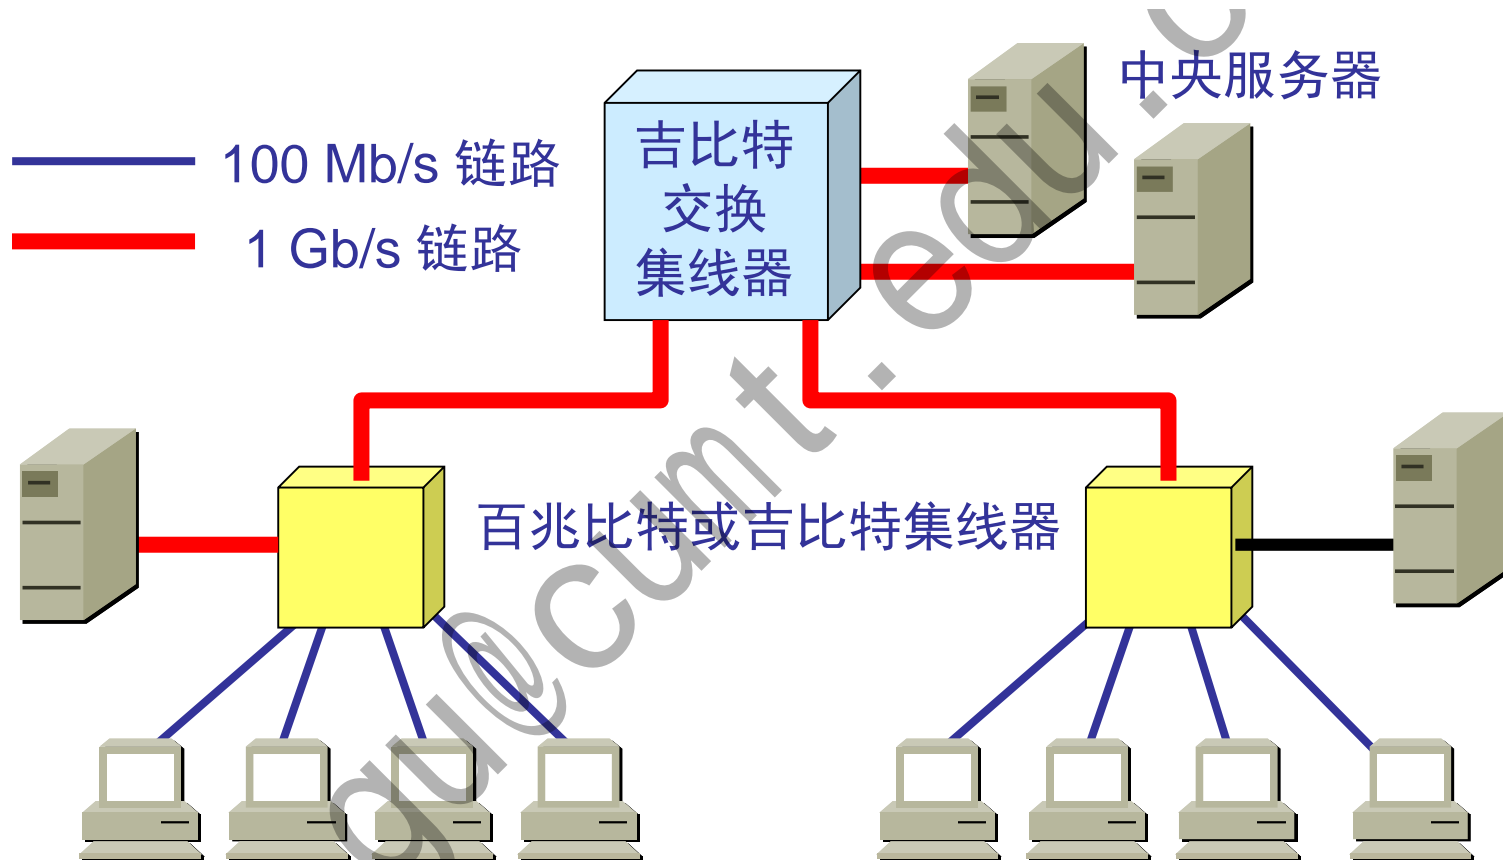 中央服务器
100 Mb/s 链路
1 Gb/s 链路
吉比特
交换
集线器
百兆比特或吉比特集线器
gu@cumt.edu.c